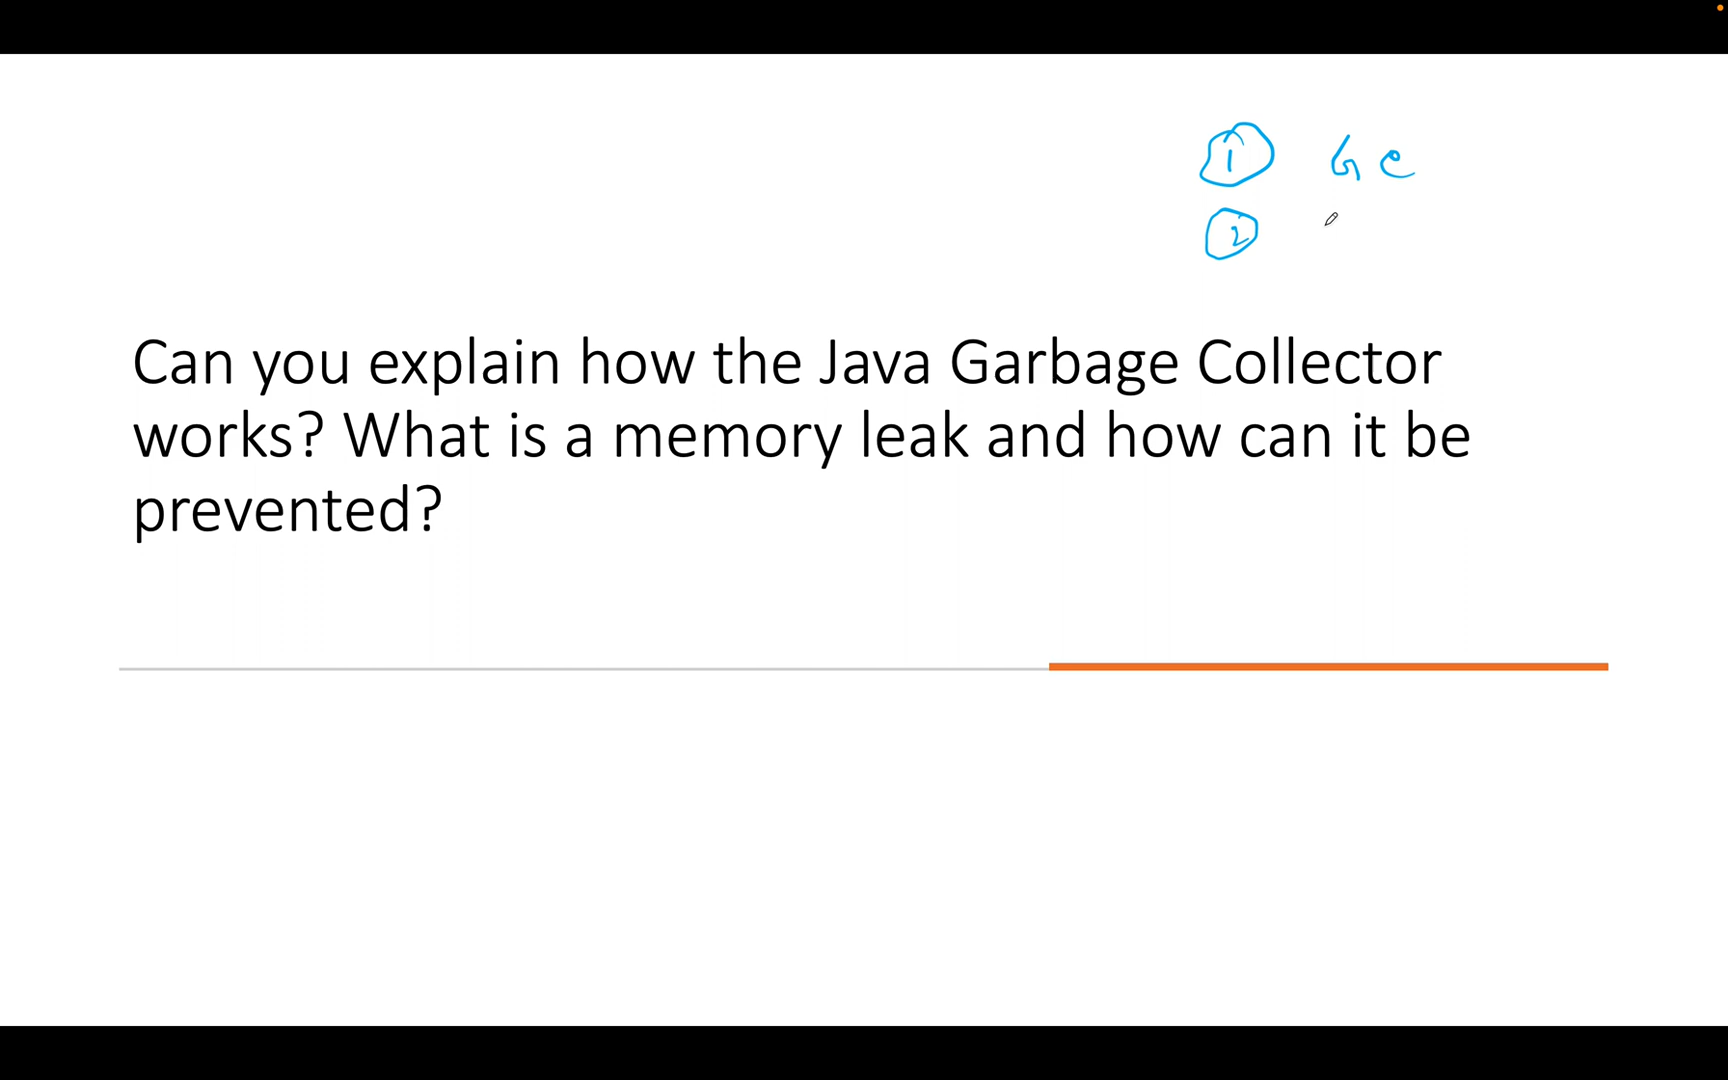 ① GC
②
Can you explain how the Java Garbage Collector
works? What is a memory leak and how can it be
prevented?